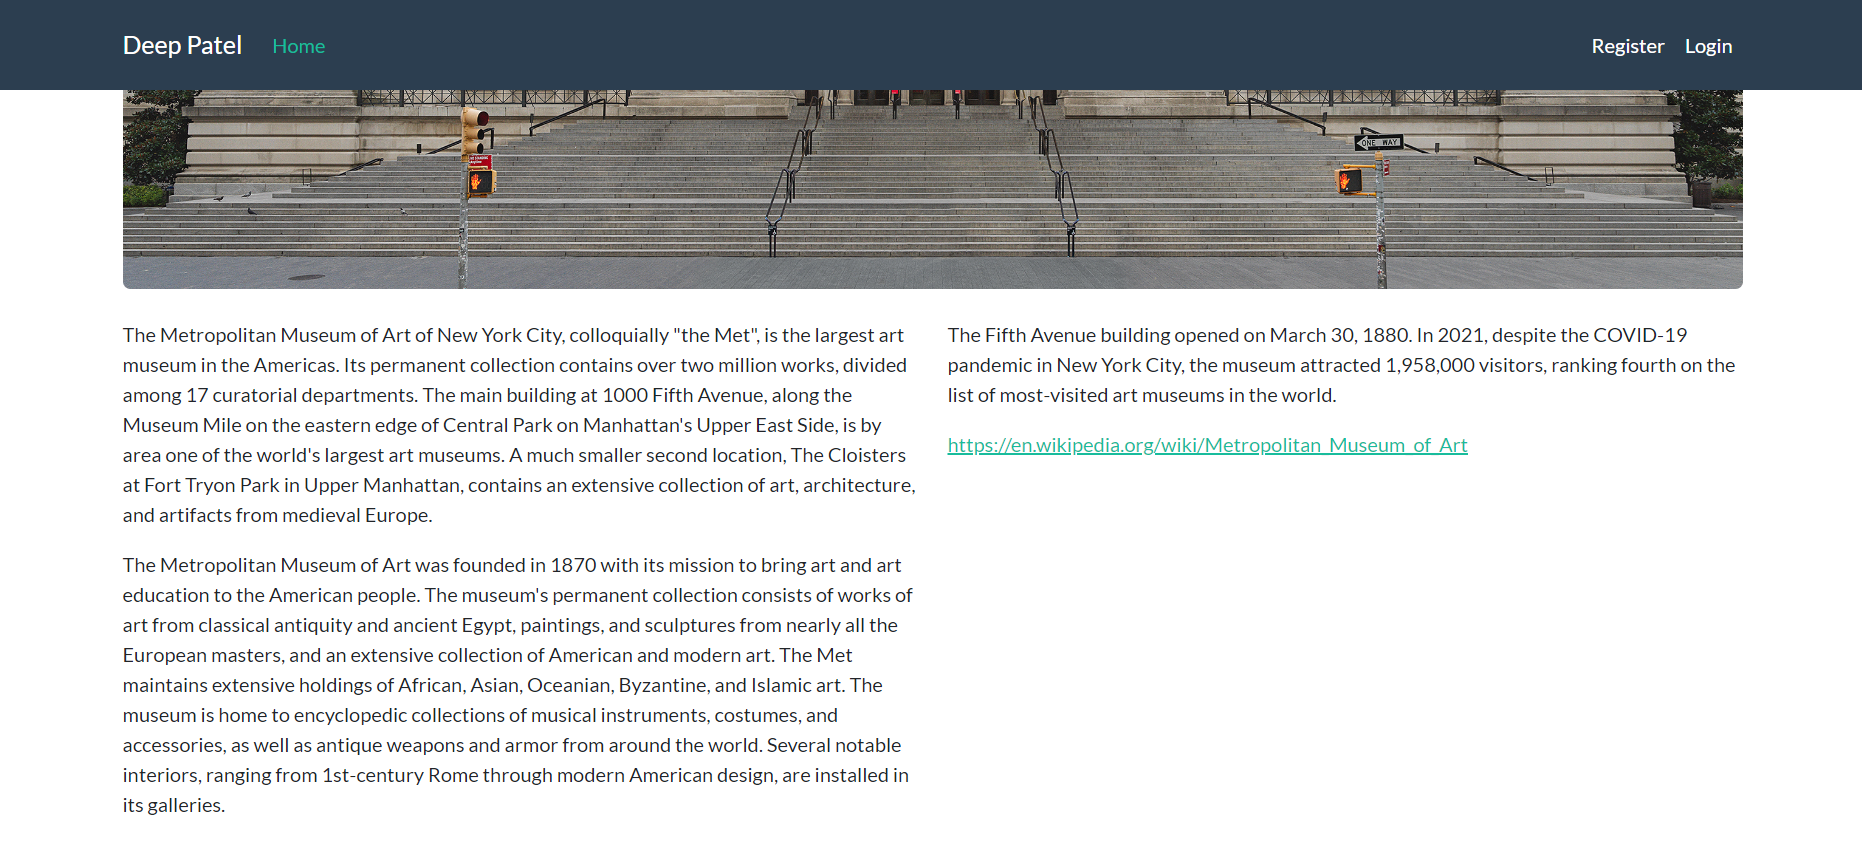 Deep Patel
Home
Register
Login
ONE WAY
The Metropolitan Museum of Art of New York City, colloquially "the Met", is the largest art
museum in the Americas. Its permanent collection contains over two million works, divided
among 17 curatorial departments. The main building at 1000 Fifth Avenue, along the
Museum Mile on the eastern edge of Central Park on Manhattan's Upper East Side, is by
area one of the world's largest art museums. A much smaller second location, The Cloisters
at Fort Tryon Park in Upper Manhattan, contains an extensive collection of art, architecture,
and artifacts from medieval Europe.
The Metropolitan Museum of Art was founded in 1870 with its mission to bring art and art
education to the American people. The museum's permanent collection consists of works of
art from classical antiquity and ancient Egypt, paintings, and sculptures from nearly all the
European masters, and an extensive collection of American and modern art. The Met
maintains extensive holdings of African, Asian, Oceanian, Byzantine, and Islamic art. The
museum is home to encyclopedic collections of musical instruments, costumes, and
accessories, as well as antique weapons and armor from around the world. Several notable
interiors, ranging from 1st-century Rome through modern American design, are installed in
its galleries.
The Fifth Avenue building opened on March 30, 1880. In 2021, despite the COVID-19
pandemic in New York City, the museum attracted 1,958,000 visitors, ranking fourth on the
list of most-visited art museums in the world.
https://en.wikipedia.org/wiki/Metropolitan_Museum_of_Art